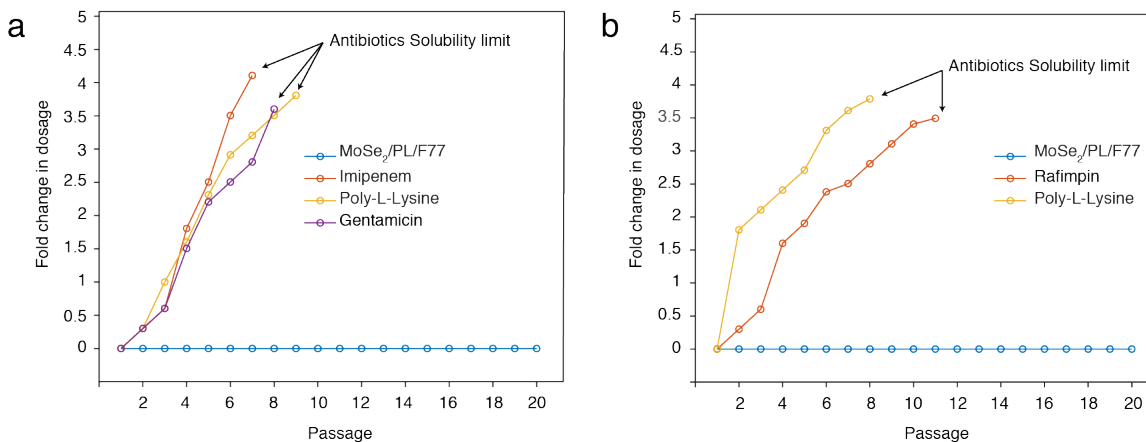 a
5
4.5
4
3.5
3
2.5
2
1.5
1
0.5
0
Fold change in dosage
Antibiotics Solubility limit
MoSe2/PL/F77
Imipenem
Poly-L-Lysine
Gentamicin
2 4 6 8 10 12 14 16 18 20
Passage
b
5
4.5
4
3.5
3
2.5
2
1.5
1
0.5
0
Fold change in dosage
Antibiotics Solubility limit
MoSe2/PL/F77
Rafimpin
Poly-L-Lysine
2 4 6 8 10 12 14 16 18 20
Passage